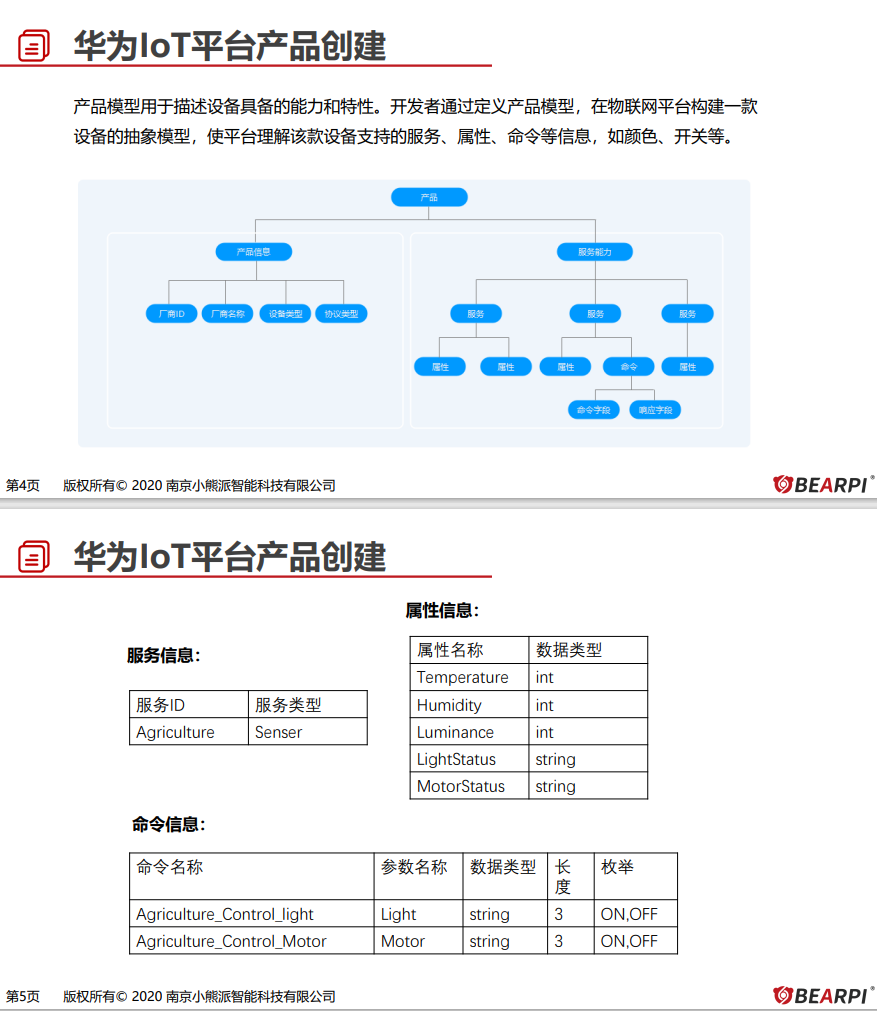 华为IoT平台产品创建
产品模型用于描述设备具备的能力和特性。开发者通过定义产品模型，在物联网平台构建一款
设备的抽象模型，使平台理解该款设备支持的服务、属性、命令等信息，如颜色、开关等。
产品
产品信息 服务能力
厂商ID 厂商名称 设备类型 协议类型 服务 服务 服务
属性 属性 属性 命令 属性
命令字段 响应字段
第4页 版权所有© 2020 南京小熊派智能科技有限公司 BEARPI®
华为IoT平台产品创建
属性信息：
属性名称 数据类型
Temperature int
Humidity int
Luminance int
LightStatus string
MotorStatus string
服务信息：
服务ID 服务类型
Agriculture Senser
命令信息：
命令名称 参数名称 数据类型 长度 枚举
Agriculture_Control_light Light string 3 ON,OFF
Agriculture_Control_Motor Motor string 3 ON,OFF
第5页 版权所有© 2020 南京小熊派智能科技有限公司 BEARPI®